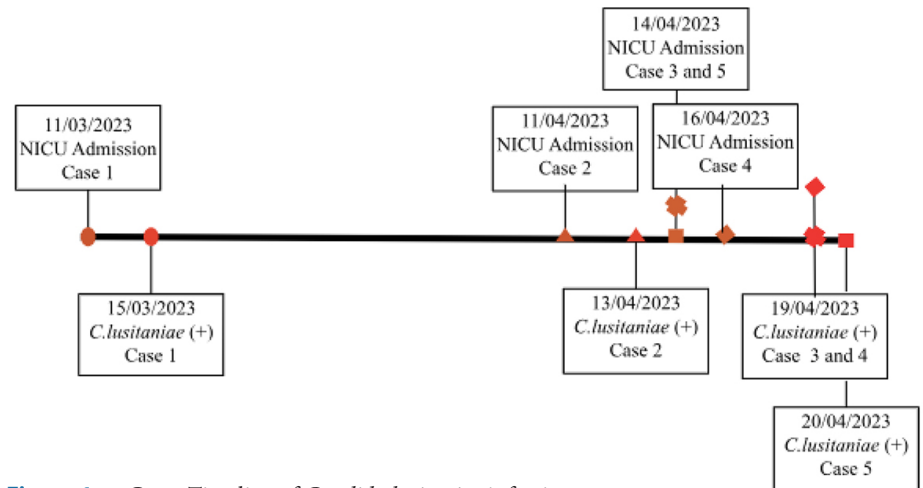 14/04/2023
NICU Admission
Case 3 and 5
11/03/2023
NICU Admission
Case 1
11/04/2023
NICU Admission
Case 2
16/04/2023
NICU Admission
Case 4
15/03/2023
C.lusitaniae (+)
Case 1
13/04/2023
C.lusitaniae (+)
Case 2
19/04/2023
C.lusitaniae (+)
Case 3 and 4
20/04/2023
C.lusitaniae (+)
Case 5